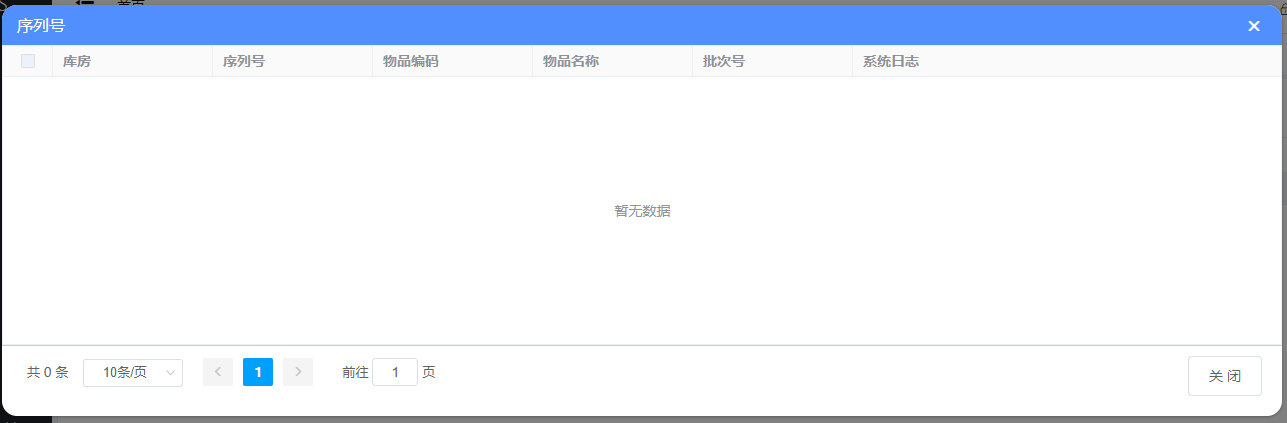 序列号
库房 序列号 物品编码 物品名称 批次号 系统日志
暂无数据
共 0 条 10条/页 1 前往 1 页 关 闭